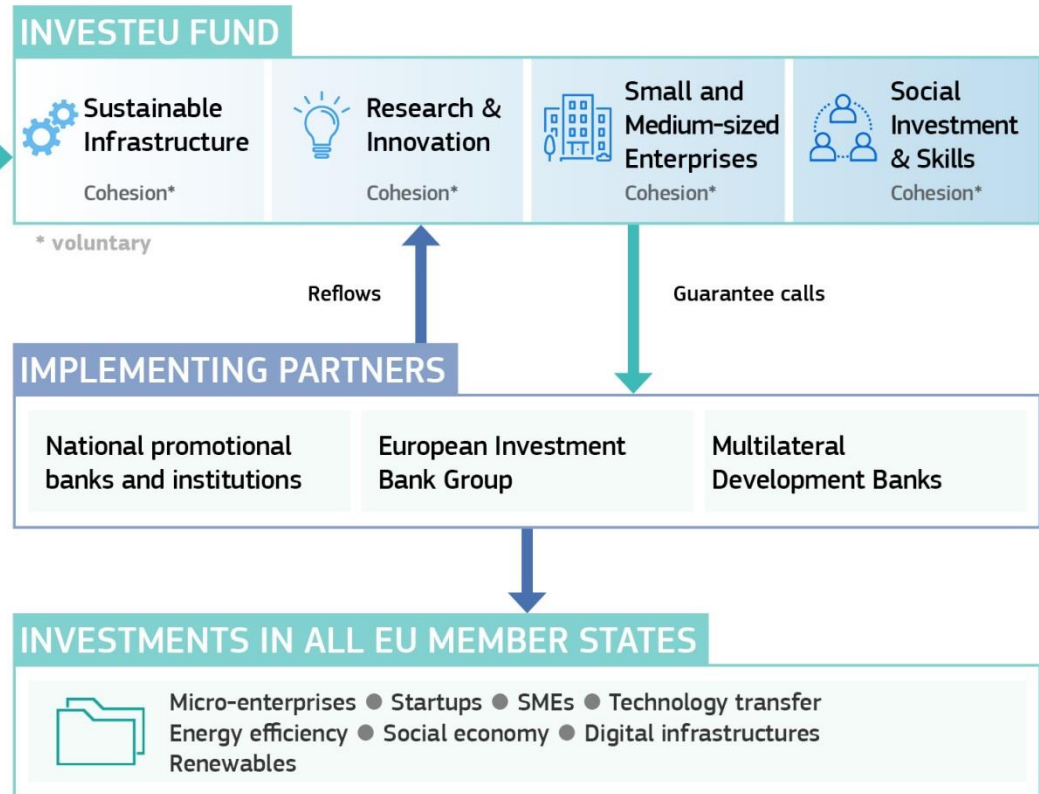 INVESTEU FUND
Sustainable
Infrastructure
Cohesion*
Research &
Innovation
Cohesion*
Small and
Medium-sized
Enterprises
Cohesion*
Social
Investment
& Skills
Cohesion*
* voluntary
Reflows
Guarantee calls
IMPLEMENTING PARTNERS
National promotional
banks and institutions
European Investment
Bank Group
Multilateral
Development Banks
INVESTMENTS IN ALL EU MEMBER STATES
Micro-enterprises ● Startups ● SMEs ● Technology transfer
Energy efficiency ● Social economy ● Digital infrastructures
Renewables